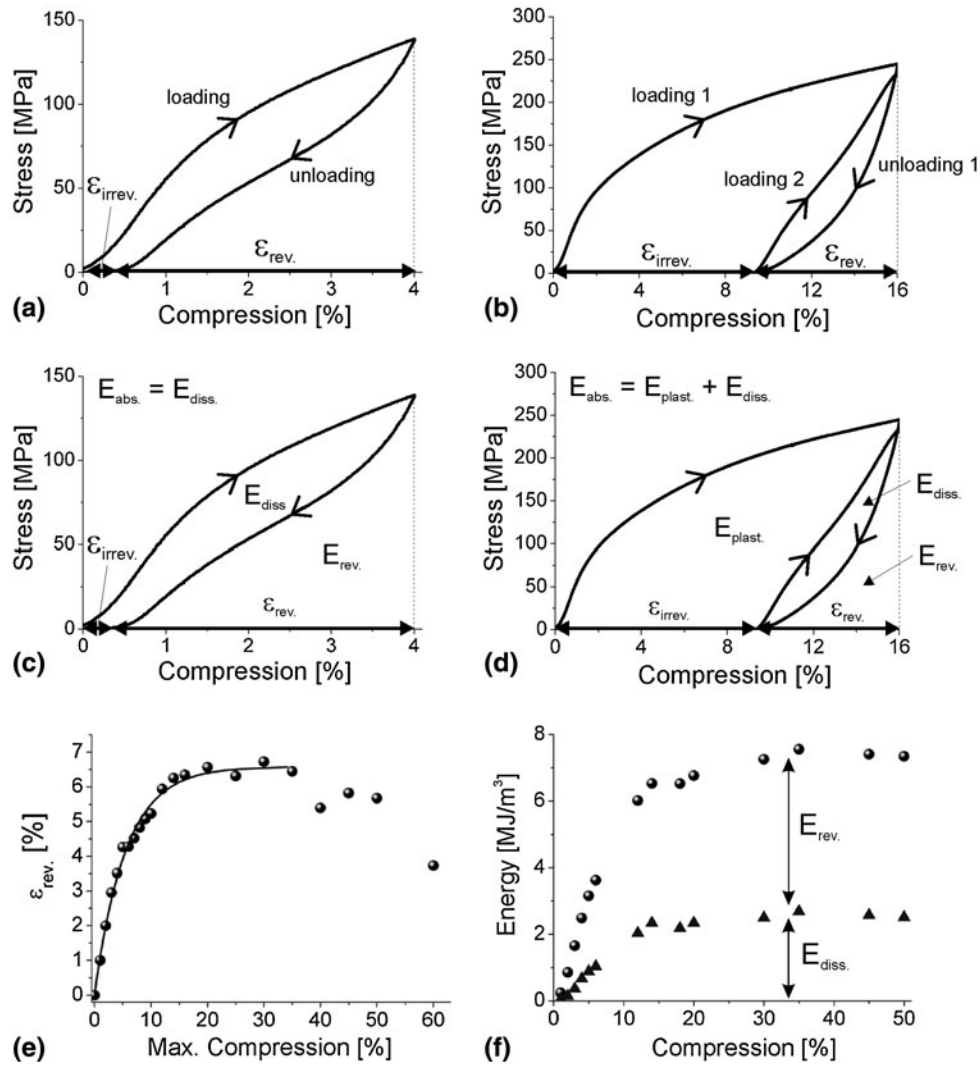 150
100
50
0
Stress [MPa]
loading
unloading
εirrev.
εrev.
0 1 2 3 4
(a) Compression [%]
300
250
200
150
100
50
0
Stress [MPa]
loading 1
loading 2
unloading 1
εirrev. εrev.
0 4 8 12 16
(b) Compression [%]
150
100
50
0
Stress [MPa]
Eabs. = Ediss.
Ediss
Erev.
εirrev.
εrev.
0 1 2 3 4
(c) Compression [%]
300
250
200
150
100
50
0
Stress [MPa]
Eabs. = Eplast. + Ediss.
Ediss.
Eplast.
Erev.
εirrev. εrev.
0 4 8 12 16
(d) Compression [%]
7
6
5
4
3
2
1
0
εrev. [%]
0 10 20 30 40 50 60
(e) Max. Compression [%]
8
6
4
2
0
Energy [MJ/m³]
Erev.
Ediss.
0 10 20 30 40 50
(f) Compression [%]